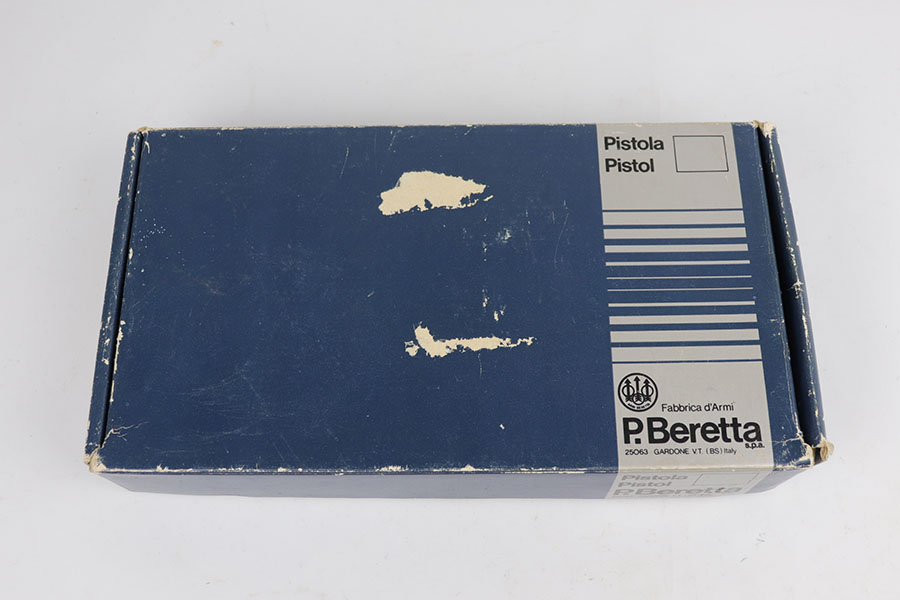 Pistola
Pistol
Fabbrica d'Armi
P. Beretta
s.p.a.
25063 GARDONE V.T. (BS) Italy
Pistola
Pistol
P. Beretta